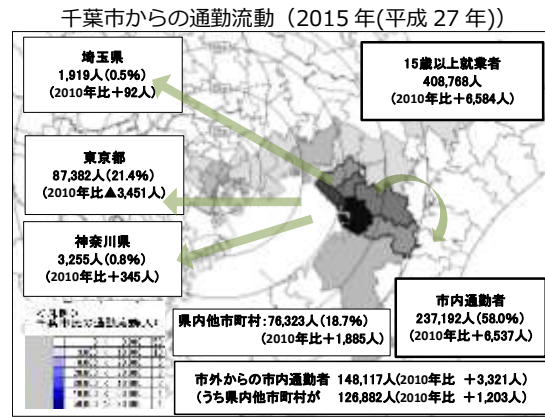 千葉市からの通勤流動（2015年(平成27年)）
埼玉県
1,919人(0.5%)
(2010年比+92人)
15歳以上就業者
408,768人
(2010年比+6,584人)
東京都
87,382人(21.4%)
(2010年比▲3,451人)
神奈川県
3,255人(0.8%)
(2010年比+345人)
市内通勤者
237,192人(58.0%)
(2010年比+6,537人)
県内他市町村:76,323人(18.7%)
(2010年比+1,885人)
市外からの市内通勤者 148,117人(2010年比 +3,321人)
(うち県内他市町村が 126,882人(2010年比 +1,203人)